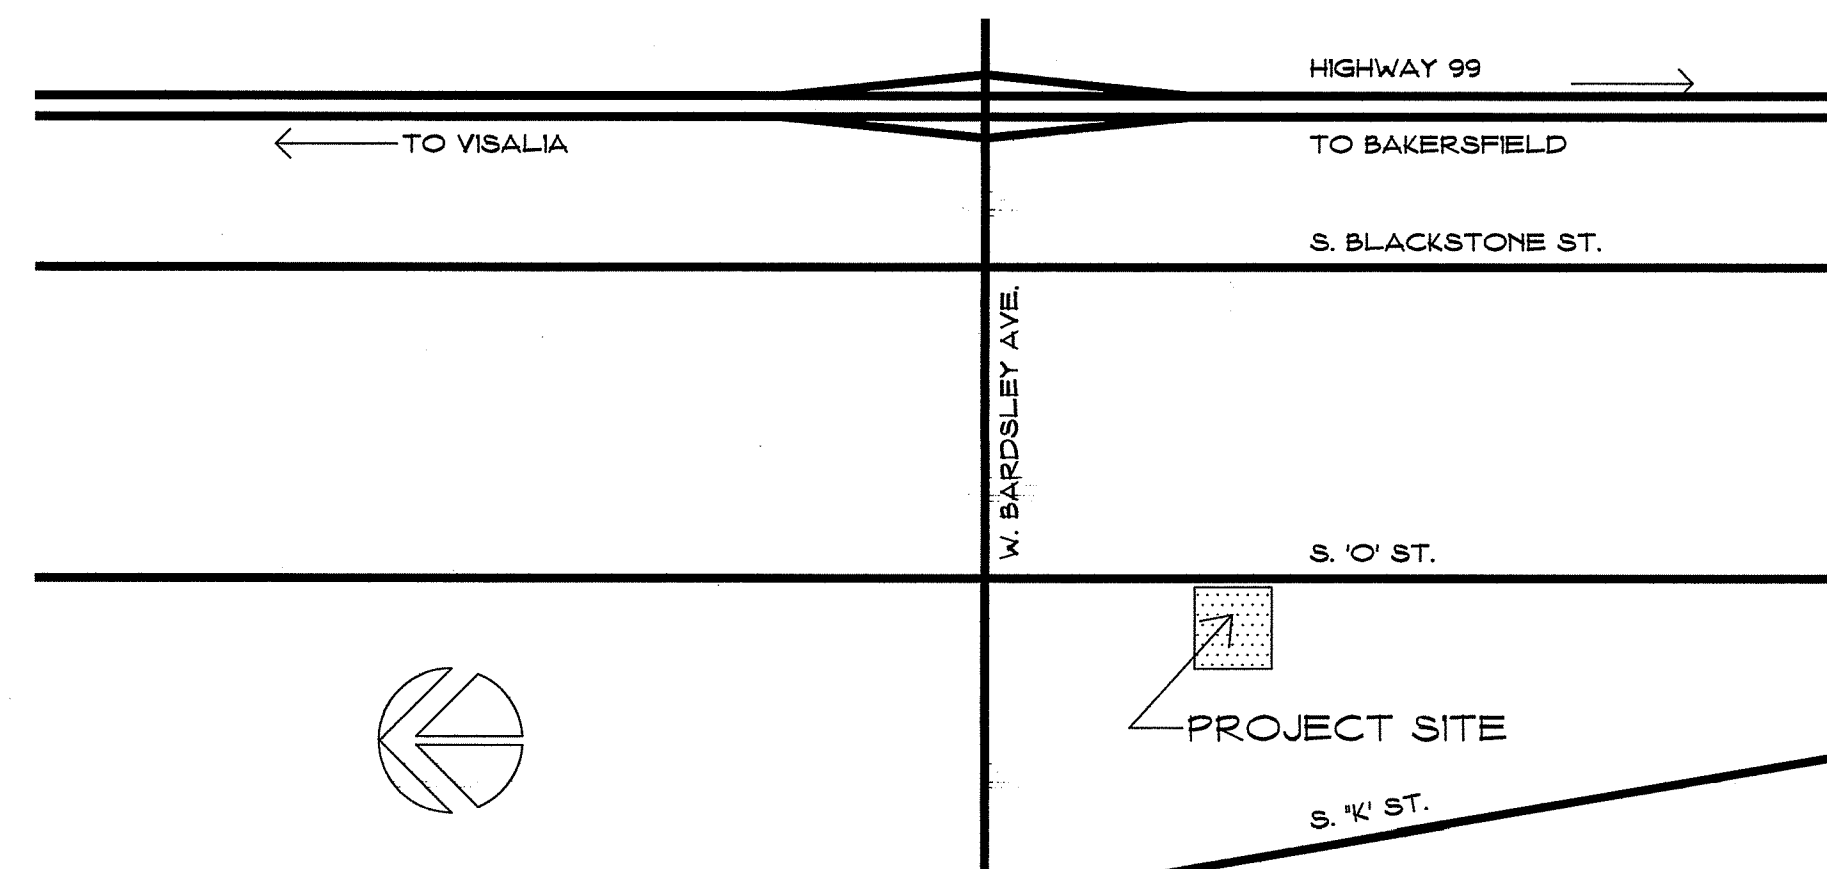 HIGHWAY 99
TO VISALIA
TO BAKERSFIELD
S. BLACKSTONE ST.
W. BARDSLEY AVE.
S. 'O' ST.
PROJECT SITE
S. "K' ST.